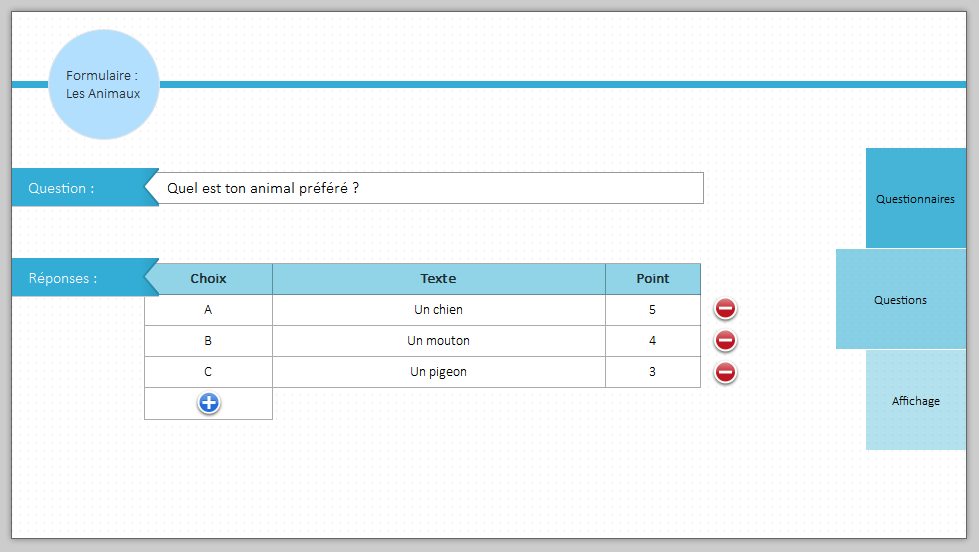 Formulaire :
Les Animaux
Question :
Quel est ton animal préféré ?
Réponses :
Choix Texte Point
A Un chien 5
B Un mouton 4
C Un pigeon 3
Questionnaires
Questions
Affichage